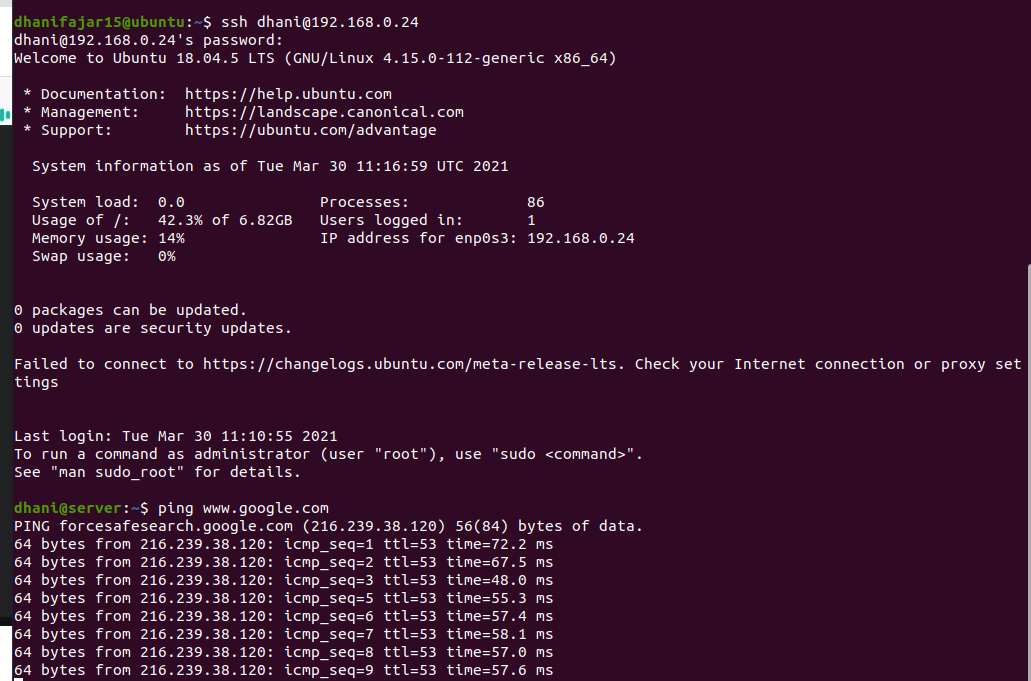 dhanifajar15@ubuntu:~$ ssh dhani@192.168.0.24
dhani@192.168.0.24's password:
Welcome to Ubuntu 18.04.5 LTS (GNU/Linux 4.15.0-112-generic x86_64)

 * Documentation:  https://help.ubuntu.com
 * Management:     https://landscape.canonical.com
 * Support:        https://ubuntu.com/advantage

  System information as of Tue Mar 30 11:16:59 UTC 2021

  System load:  0.0               Processes:             86
  Usage of /:   42.3% of 6.82GB   Users logged in:       1
  Memory usage: 14%               IP address for enp0s3: 192.168.0.24
  Swap usage:   0%

0 packages can be updated.
0 updates are security updates.

Failed to connect to https://changelogs.ubuntu.com/meta-release-lts. Check your Internet connection or proxy set
tings

Last login: Tue Mar 30 11:10:55 2021
To run a command as administrator (user "root"), use "sudo <command>".
See "man sudo_root" for details.

dhani@server:~$ ping www.google.com
PING forcesafesearch.google.com (216.239.38.120) 56(84) bytes of data.
64 bytes from 216.239.38.120: icmp_seq=1 ttl=53 time=72.2 ms
64 bytes from 216.239.38.120: icmp_seq=2 ttl=53 time=67.5 ms
64 bytes from 216.239.38.120: icmp_seq=3 ttl=53 time=48.0 ms
64 bytes from 216.239.38.120: icmp_seq=5 ttl=53 time=55.3 ms
64 bytes from 216.239.38.120: icmp_seq=6 ttl=53 time=57.4 ms
64 bytes from 216.239.38.120: icmp_seq=7 ttl=53 time=58.1 ms
64 bytes from 216.239.38.120: icmp_seq=8 ttl=53 time=57.0 ms
64 bytes from 216.239.38.120: icmp_seq=9 ttl=53 time=57.6 ms